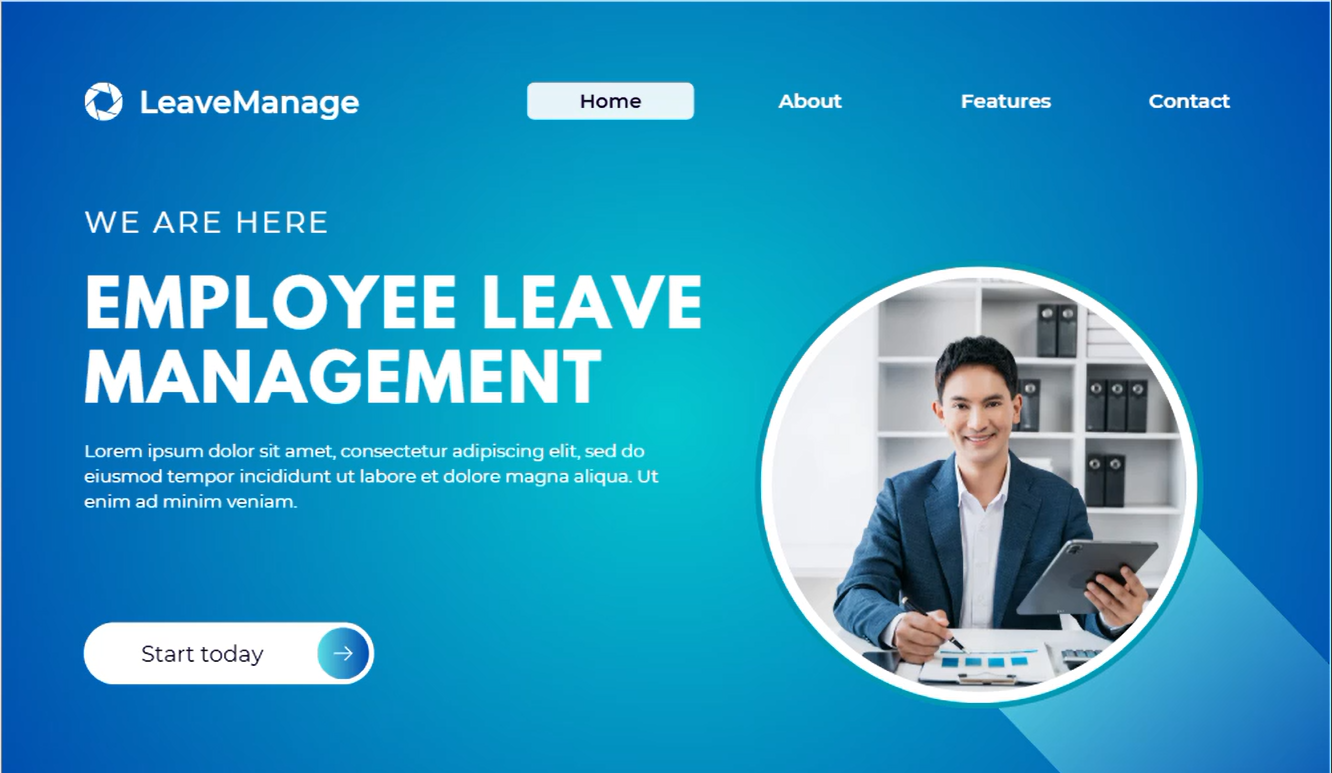 LeaveManage
Home
About
Features
Contact
WE ARE HERE
EMPLOYEE LEAVE
MANAGEMENT
Lorem ipsum dolor sit amet, consectetur adipiscing elit, sed do
eiusmod tempor incididunt ut labore et dolore magna aliqua. Ut
enim ad minim veniam.
Start today